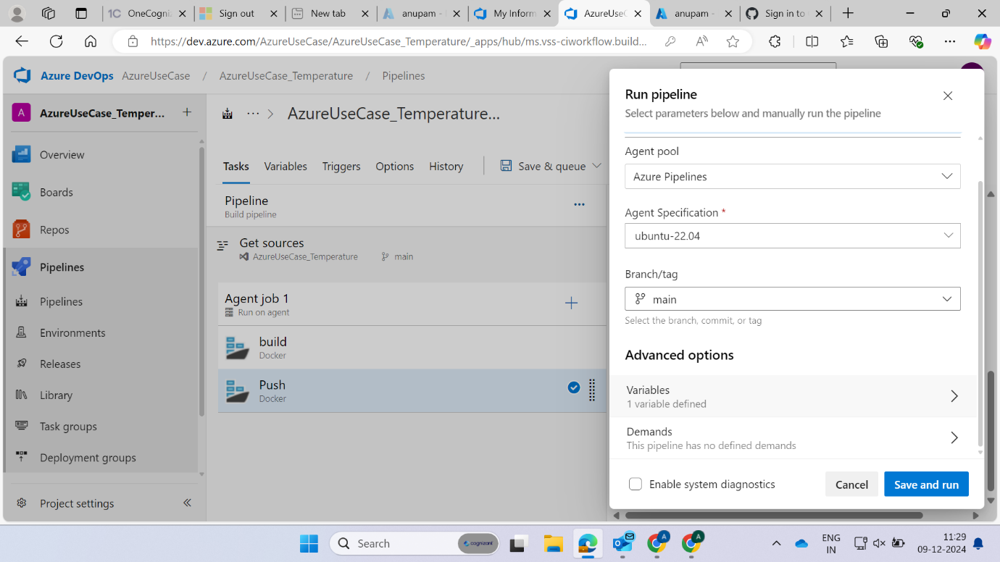 1C OneCogniz
Sign out
New tab
anupam -
My Inform
AzureUseC
anupam -
Sign in to
https://dev.azure.com/AzureUseCase/AzureUseCase_Temperature/_apps/hub/ms.vss-ciworkflow.build...
Azure DevOps AzureUseCase / AzureUseCase_Temperature / Pipelines
A AzureUseCase_Temper... +
Overview
Boards
Repos
Pipelines
Pipelines
Environments
Releases
Library
Task groups
Deployment groups
Project settings
... > AzureUseCase_Temperature...
Tasks Variables Triggers Options History Save & queue
Pipeline
Build pipeline
Get sources
AzureUseCase_Temperature main
Agent job 1
Run on agent
build
Docker
Push
Docker
Run pipeline
Select parameters below and manually run the pipeline
Agent pool
Azure Pipelines
Agent Specification *
ubuntu-22.04
Branch/tag
main
Select the branch, commit, or tag
Advanced options
Variables
1 variable defined
Demands
This pipeline has no defined demands
Enable system diagnostics
Cancel
Save and run
Search
cognizant
A
A
ENG
IN
11:29
09-12-2024